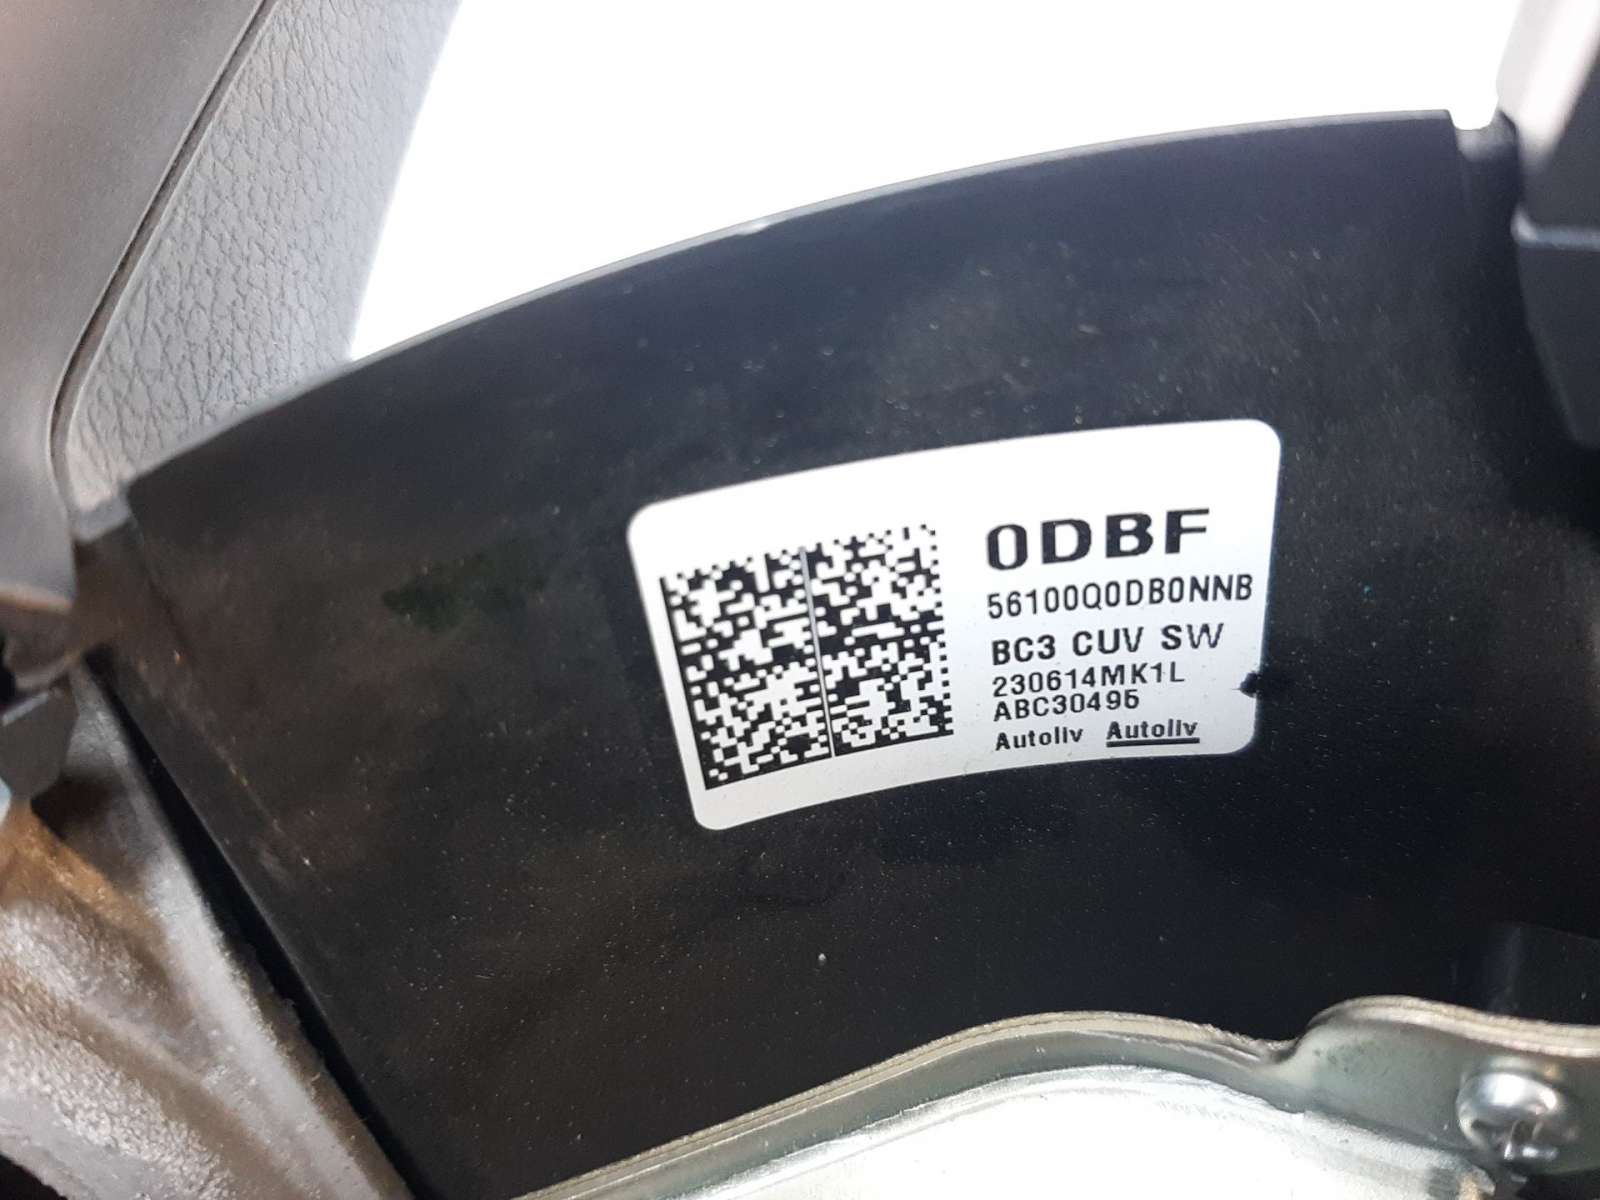 0DBF
56100Q0DB0NNB
BC3 CUV SW
230614MK1L
ABC30495
Autoliv Autoliv